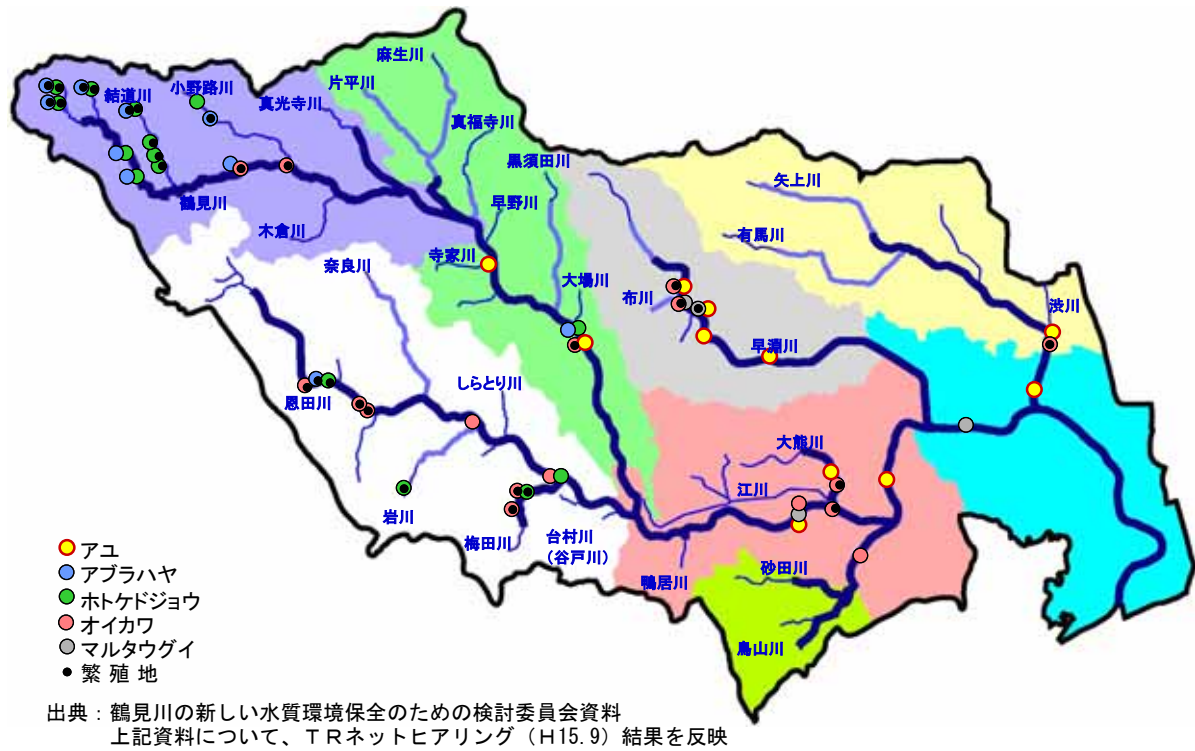 麻生川
片平川
小野路川
結道川
真光寺川
真福寺川
黒須田川
矢上川
早野川
鶴見川
木倉川
有馬川
寺家川
奈良川
大場川
布川
渋川
早淵川
しらとり川
恩田川
大熊川
江川
岩川
梅田川
台村川
(谷戸川)
鴨居川
砂田川
鳥山川
アユ
アブラハヤ
ホトケドジョウ
オイカワ
マルタウグイ
繁殖地
出典：鶴見川の新しい水質環境保全のための検討委員会資料
上記資料について、TRネットヒアリング（H15.9）結果を反映